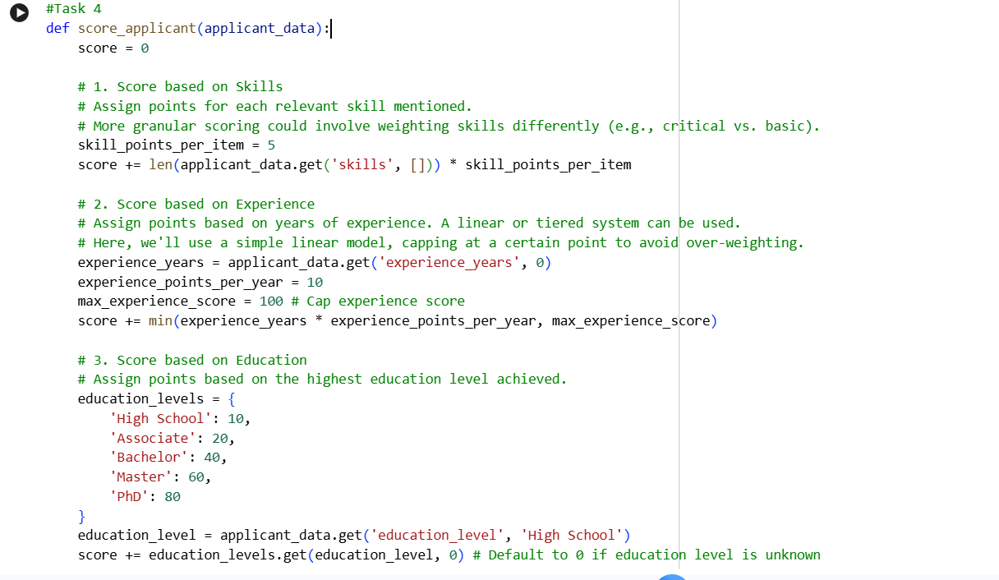 #Task 4
def score_applicant(applicant_data):
    score = 0

    # 1. Score based on Skills
    # Assign points for each relevant skill mentioned.
    # More granular scoring could involve weighting skills differently (e.g., critical vs. basic).
    skill_points_per_item = 5
    score += len(applicant_data.get('skills', [])) * skill_points_per_item

    # 2. Score based on Experience
    # Assign points based on years of experience. A linear or tiered system can be used.
    # Here, we'll use a simple linear model, capping at a certain point to avoid over-weighting.
    experience_years = applicant_data.get('experience_years', 0)
    experience_points_per_year = 10
    max_experience_score = 100 # Cap experience score
    score += min(experience_years * experience_points_per_year, max_experience_score)

    # 3. Score based on Education
    # Assign points based on the highest education level achieved.
    education_levels = {
        'High School': 10,
        'Associate': 20,
        'Bachelor': 40,
        'Master': 60,
        'PhD': 80
    }
    education_level = applicant_data.get('education_level', 'High School')
    score += education_levels.get(education_level, 0) # Default to 0 if education level is unknown